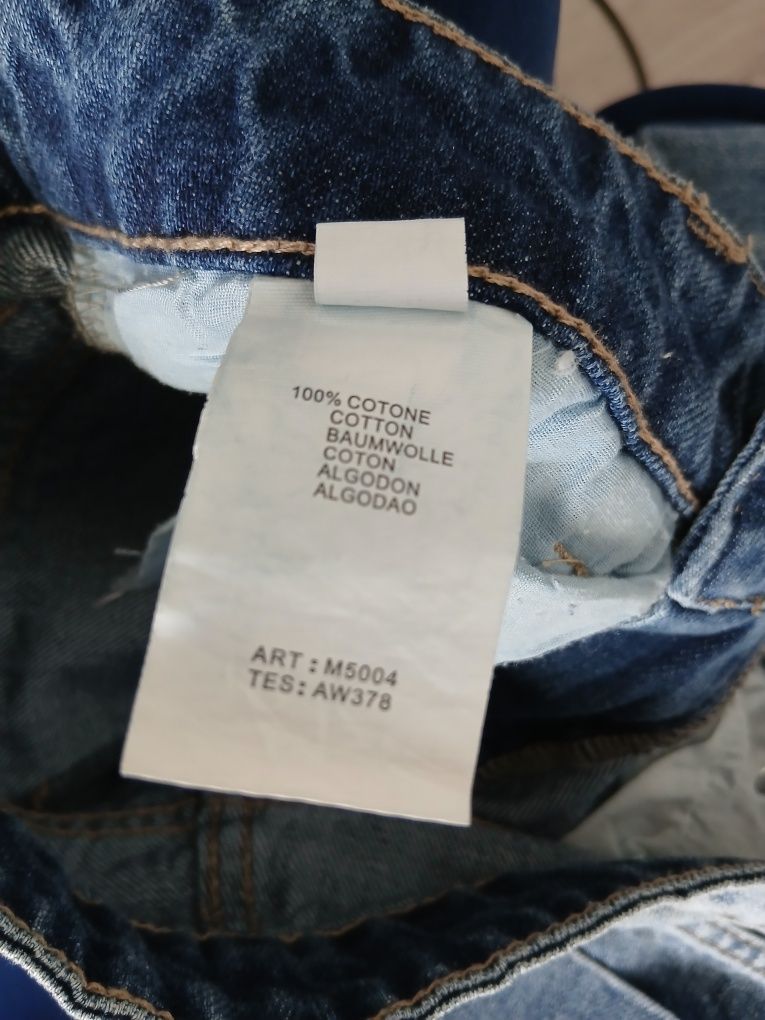 100% COTONE
COTTON
BAUMWOLLE
COTON
ALGODON
ALGODAO
ART : M5004
TES: AW378